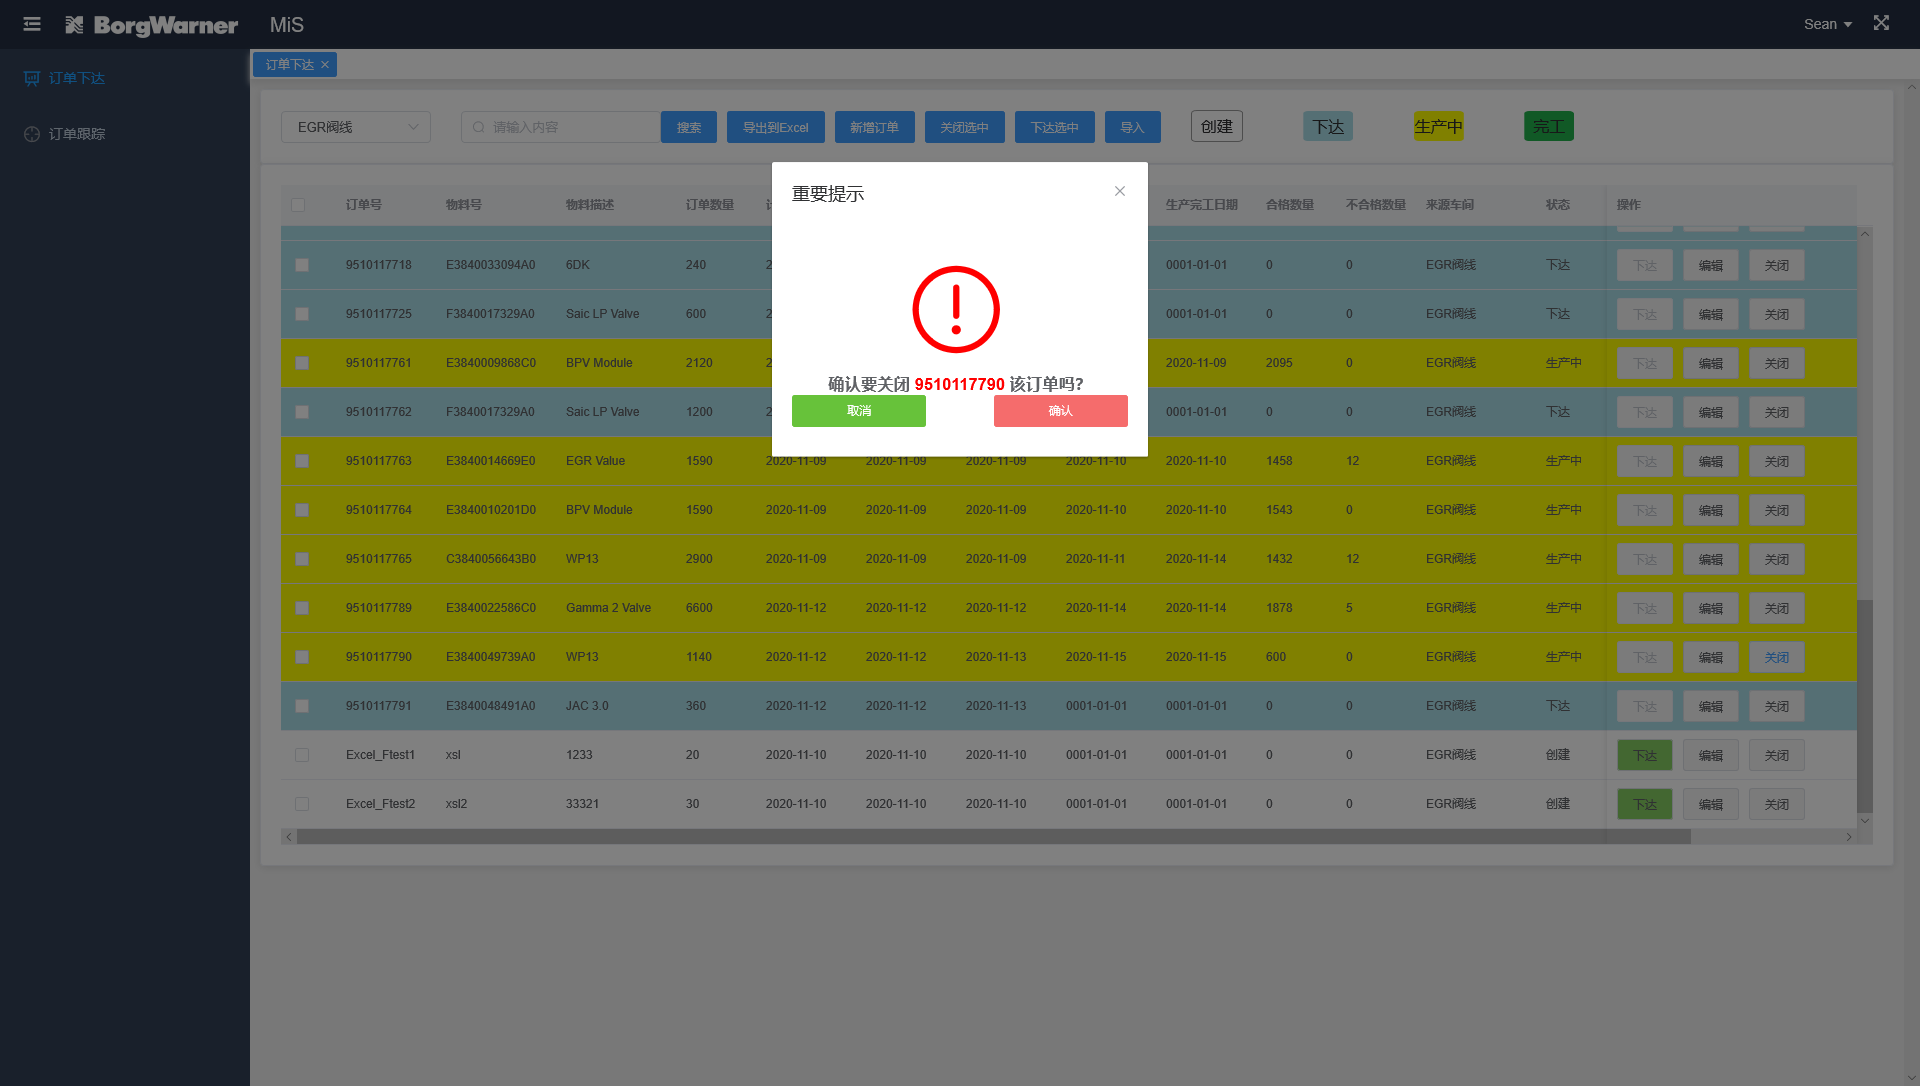 BorgWarner MiS Sean
订单下达
订单跟踪
订单下达 ×
EGR阀线 请输入内容 搜索 导出到Excel 新增订单 关闭选中 下达选中 导入 创建 下达 生产中 完工
重要提示
确认要关闭 9510117790 该订单吗?
取消 确认
订单号 物料号 物料描述 订单数量 生产完工日期 合格数量 不合格数量 来源车间 状态 操作
9510117718 E3840033094A0 6DK 240 2 0001-01-01 0 0 EGR阀线 下达 下达 编辑 关闭
9510117725 F3840017329A0 Saic LP Valve 600 2 0001-01-01 0 0 EGR阀线 下达 下达 编辑 关闭
9510117761 E3840009868C0 BPV Module 2120 2 2020-11-09 2095 0 EGR阀线 生产中 下达 编辑 关闭
9510117762 F3840017329A0 Saic LP Valve 1200 2 0001-01-01 0 0 EGR阀线 下达 下达 编辑 关闭
9510117763 E3840014669E0 EGR Value 1590 2020-11-09 2020-11-09 2020-11-09 2020-11-10 2020-11-10 1458 12 EGR阀线 生产中 下达 编辑 关闭
9510117764 E3840010201D0 BPV Module 1590 2020-11-09 2020-11-09 2020-11-09 2020-11-10 2020-11-10 1543 0 EGR阀线 生产中 下达 编辑 关闭
9510117765 C3840056643B0 WP13 2900 2020-11-09 2020-11-09 2020-11-09 2020-11-11 2020-11-14 1432 12 EGR阀线 生产中 下达 编辑 关闭
9510117789 E3840022586C0 Gamma 2 Valve 6600 2020-11-12 2020-11-12 2020-11-12 2020-11-14 2020-11-14 1878 5 EGR阀线 生产中 下达 编辑 关闭
9510117790 E3840049739A0 WP13 1140 2020-11-12 2020-11-12 2020-11-13 2020-11-15 2020-11-15 600 0 EGR阀线 生产中 下达 编辑 关闭
9510117791 E3840048491A0 JAC 3.0 360 2020-11-12 2020-11-12 2020-11-13 0001-01-01 0001-01-01 0 0 EGR阀线 下达 下达 编辑 关闭
Excel_Ftest1 xsl 1233 20 2020-11-10 2020-11-10 2020-11-10 0001-01-01 0001-01-01 0 0 EGR阀线 创建 下达 编辑 关闭
Excel_Ftest2 xsl2 33321 30 2020-11-10 2020-11-10 2020-11-10 0001-01-01 0001-01-01 0 0 EGR阀线 创建 下达 编辑 关闭